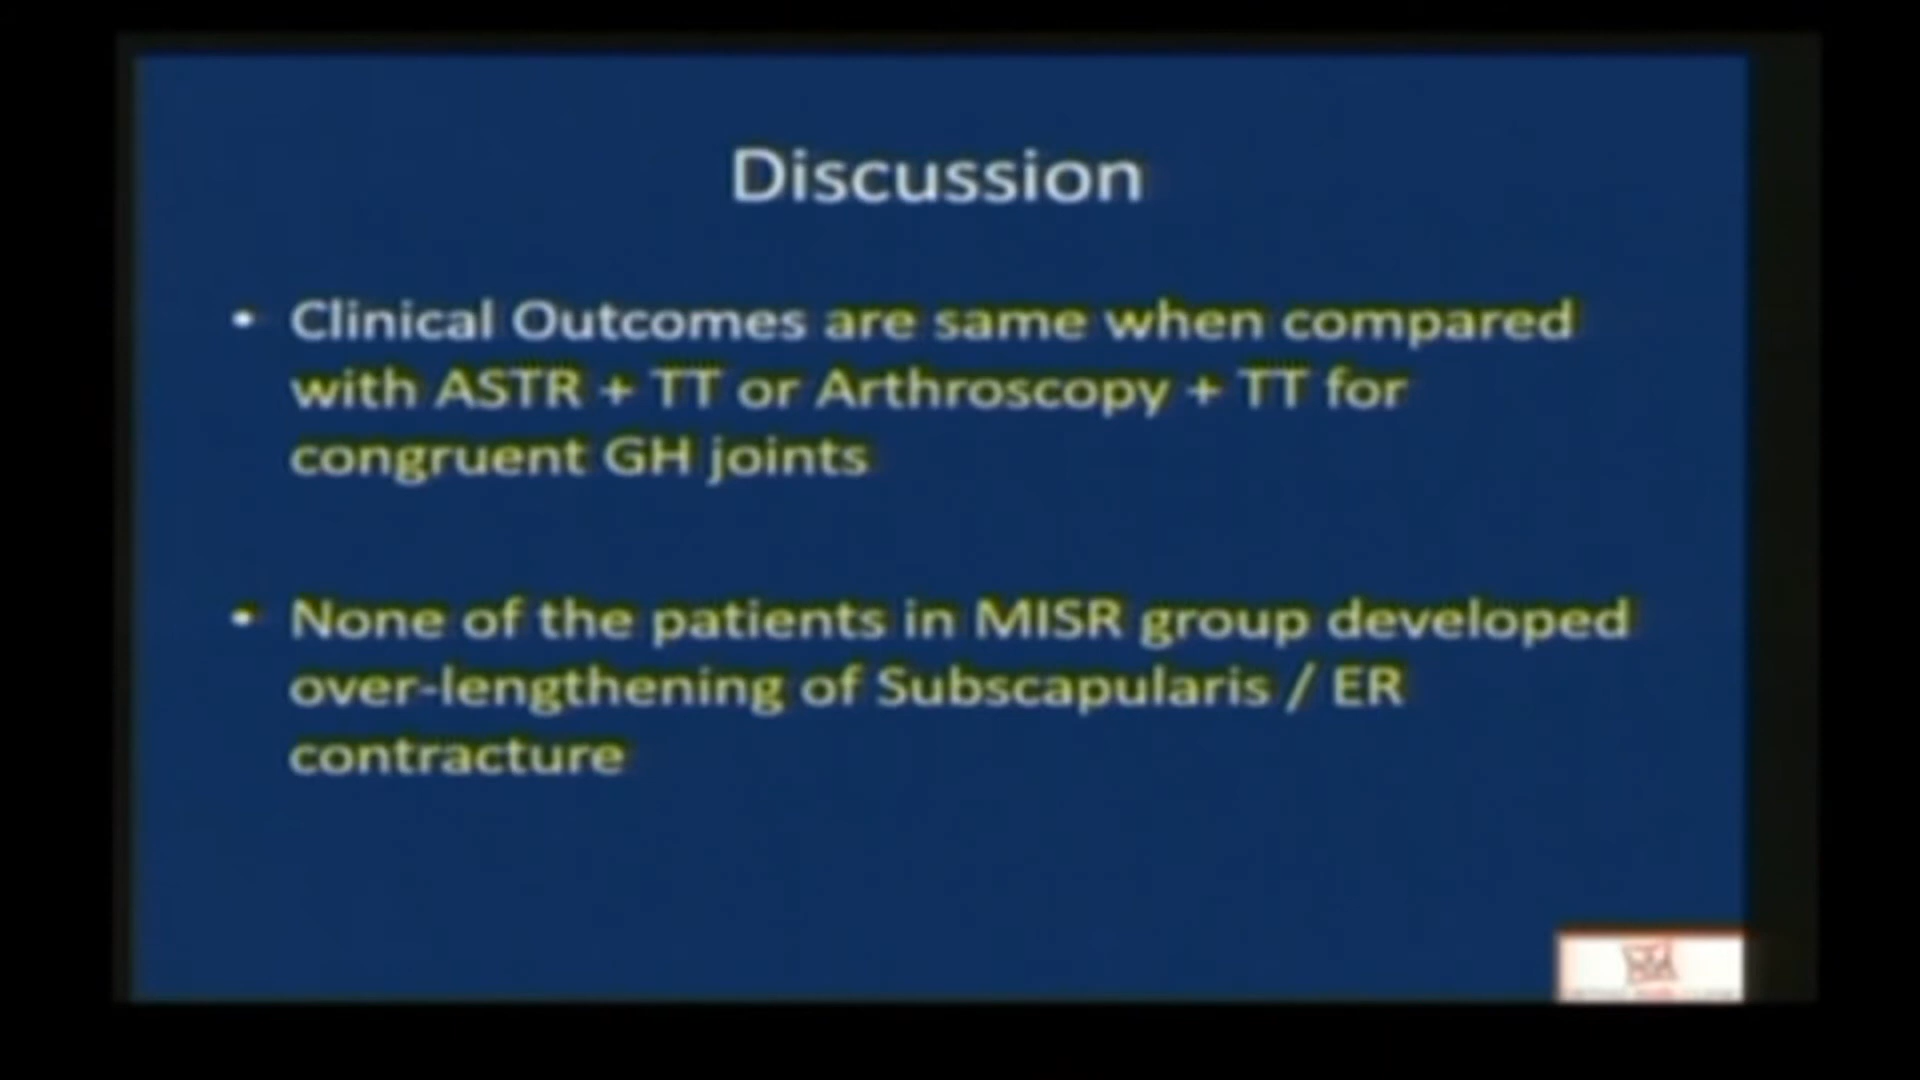 Discussion
• Clinical Outcomes are same when compared
with ASTR + TT or Arthroscopy + TT for
congruent GH joints
• None of the patients in MISR group developed
over-lengthening of Subscapularis / ER
contracture